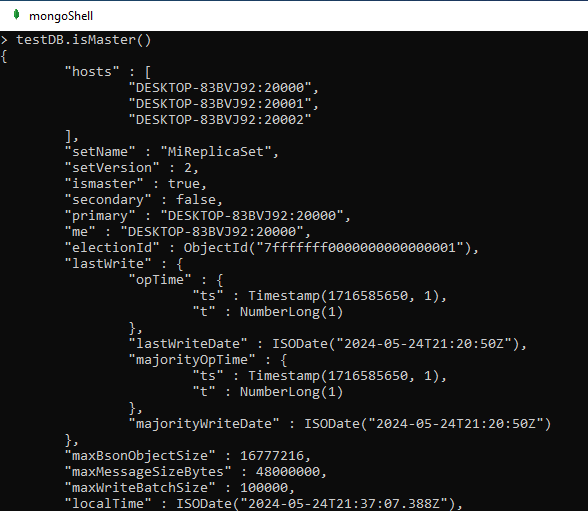 mongoShell
> testDB.isMaster()
{
        "hosts" : [
                "DESKTOP-83BVJ92:20000",
                "DESKTOP-83BVJ92:20001",
                "DESKTOP-83BVJ92:20002"
        ],
        "setName" : "MiReplicaSet",
        "setVersion" : 2,
        "ismaster" : true,
        "secondary" : false,
        "primary" : "DESKTOP-83BVJ92:20000",
        "me" : "DESKTOP-83BVJ92:20000",
        "electionId" : ObjectId("7fffffff0000000000000001"),
        "lastWrite" : {
                "opTime" : {
                        "ts" : Timestamp(1716585650, 1),
                        "t" : NumberLong(1)
                },
                "lastWriteDate" : ISODate("2024-05-24T21:20:50Z"),
                "majorityOpTime" : {
                        "ts" : Timestamp(1716585650, 1),
                        "t" : NumberLong(1)
                },
                "majorityWriteDate" : ISODate("2024-05-24T21:20:50Z")
        },
        "maxBsonObjectSize" : 16777216,
        "maxMessageSizeBytes" : 48000000,
        "maxWriteBatchSize" : 100000,
        "localTime" : ISODate("2024-05-24T21:37:07.388Z"),